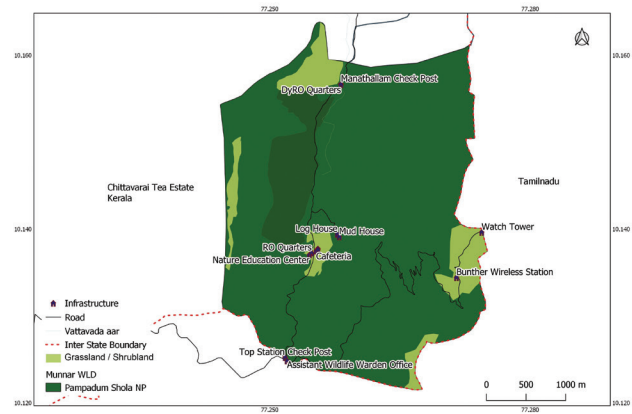 77.250
77.280
10.160
10.160
Manathallam Check Post
DyRO Quarters
Chittavarai Tea Estate
Kerala
Tamilnadu
Log House
Mud House
Watch Tower
10.140
10.140
RO Quarters
Cafeteria
Nature Education Center
Bunther Wireless Station
Infrastructure
Road
Vattavada aar
Inter State Boundary
Grassland / Shrubland
Munnar WLD
Pampadum Shola NP
Top Station Check Post
Assistant Wildlife Warden Office
0 500 1000 m
10.120
10.120
77.250
77.280